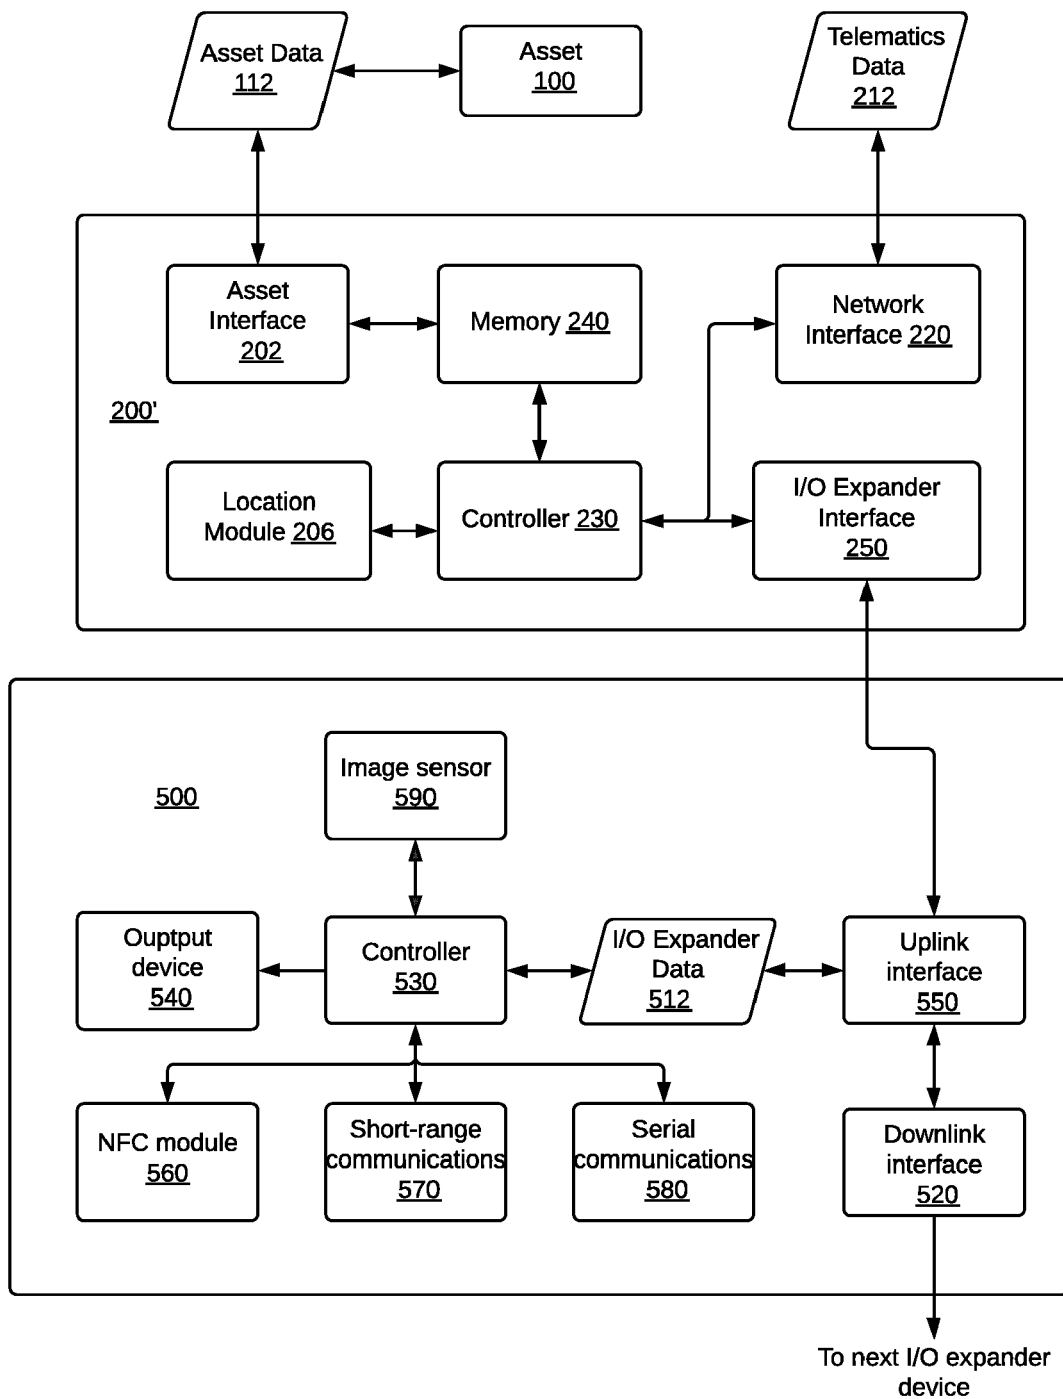 Asset Data
112
Asset
100
Telematics
Data
212
Asset
Interface
202
Memory 240
Network
Interface 220
200'
Location
Module 206
Controller 230
I/O Expander
Interface
250
Image sensor
590
500
Ouptput
device
540
Controller
530
I/O Expander
Data
512
Uplink
interface
550
NFC module
560
Short-range
communications
570
Serial
communications
580
Downlink
interface
520
To next I/O expander
device